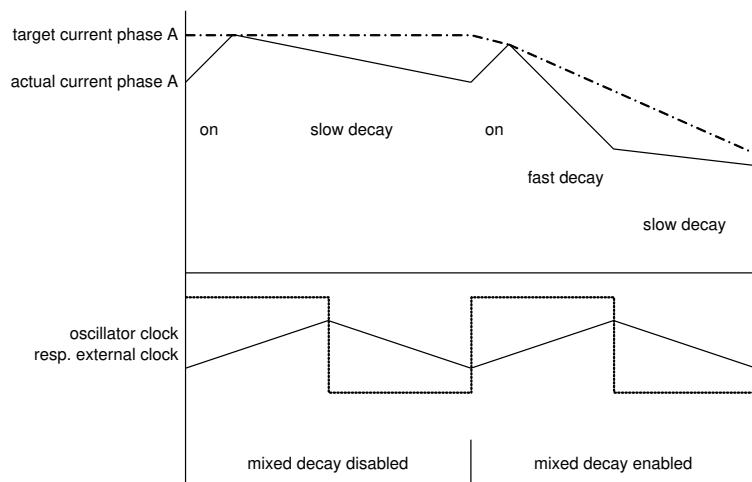 target current phase A
actual current phase A
on
slow decay
on
fast decay
slow decay
oscillator clock
resp. external clock
mixed decay disabled
mixed decay enabled